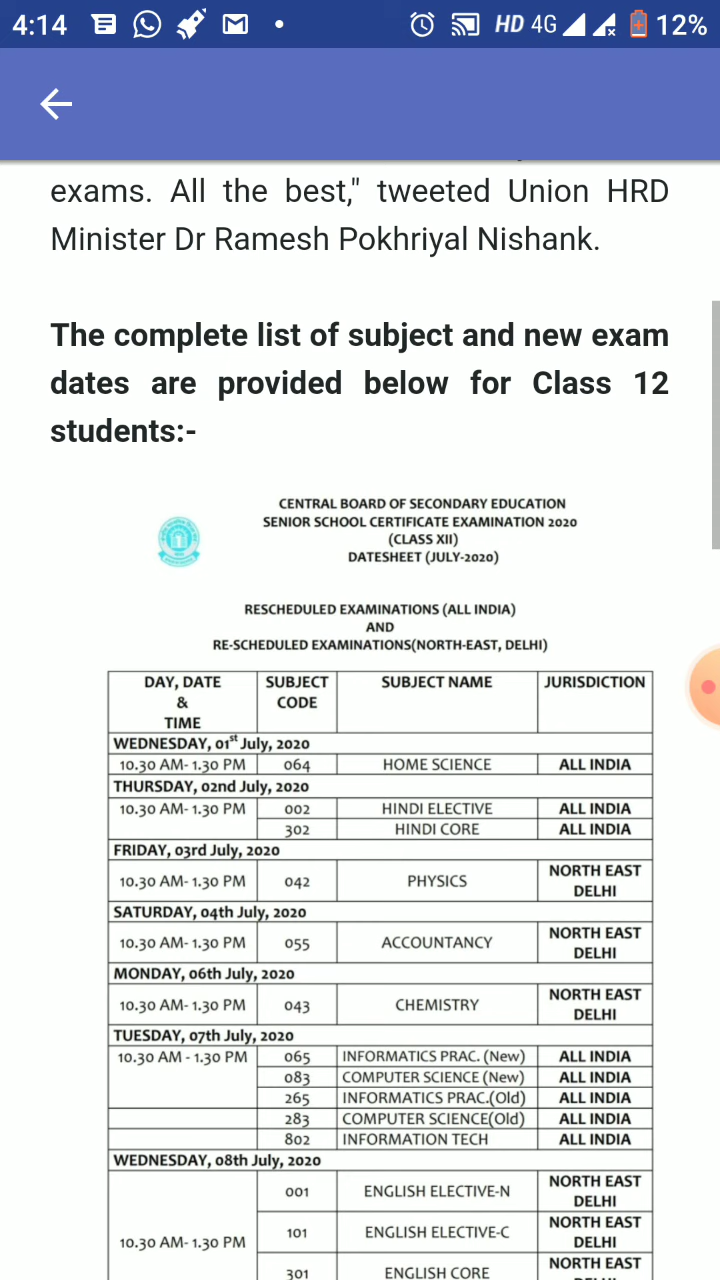 4:14 HD 4G 12%
exams. All the best," tweeted Union HRD
Minister Dr Ramesh Pokhriyal Nishank.
The complete list of subject and new exam
dates are provided below for Class 12
students:-
CENTRAL BOARD OF SECONDARY EDUCATION
SENIOR SCHOOL CERTIFICATE EXAMINATION 2020
(CLASS XII)
DATESHEET (JULY-2020)
RESCHEDULED EXAMINATIONS (ALL INDIA)
AND
RE-SCHEDULED EXAMINATIONS(NORTH-EAST, DELHI)
DAY, DATE SUBJECT SUBJECT NAME JURISDICTION
& CODE
TIME
WEDNESDAY, 01st July, 2020
10.30 AM- 1.30 PM 064 HOME SCIENCE ALL INDIA
THURSDAY, 02nd July, 2020
10.30 AM- 1.30 PM 002 HINDI ELECTIVE ALL INDIA
302 HINDI CORE ALL INDIA
FRIDAY, 03rd July, 2020
10.30 AM- 1.30 PM 042 PHYSICS NORTH EAST
DELHI
SATURDAY, 04th July, 2020
10.30 AM- 1.30 PM 055 ACCOUNTANCY NORTH EAST
DELHI
MONDAY, 06th July, 2020
10.30 AM- 1.30 PM 043 CHEMISTRY NORTH EAST
DELHI
TUESDAY, 07th July, 2020
10.30 AM - 1.30 PM 065 INFORMATICS PRAC. (New) ALL INDIA
083 COMPUTER SCIENCE (New) ALL INDIA
265 INFORMATICS PRAC.(Old) ALL INDIA
283 COMPUTER SCIENCE(Old) ALL INDIA
802 INFORMATION TECH ALL INDIA
WEDNESDAY, 08th July, 2020
001 ENGLISH ELECTIVE-N NORTH EAST
DELHI
101 ENGLISH ELECTIVE-C NORTH EAST
10.30 AM- 1.30 PM DELHI
301 ENGLISH CORE NORTH EAST